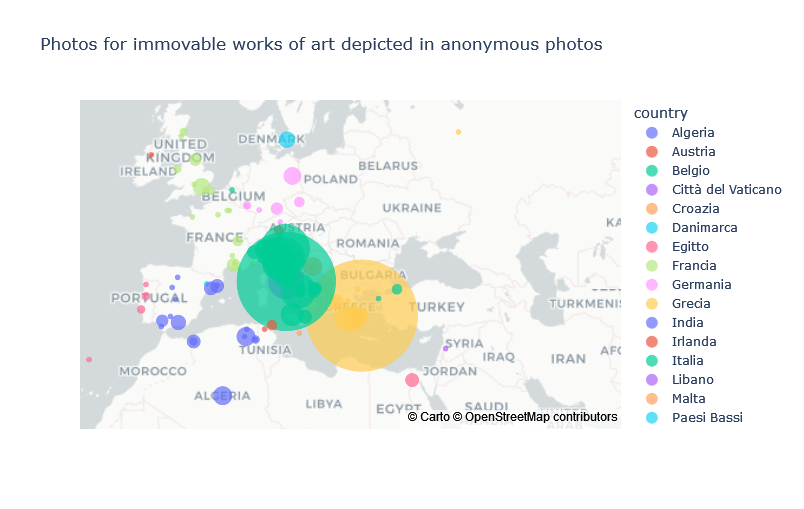 Photos for immovable works of art depicted in anonymous photos
country
Algeria
Austria
Belgio
Città del Vaticano
Croazia
Danimarca
Egitto
Francia
Germania
Grecia
India
Irlanda
Italia
Libano
Malta
Paesi Bassi
DENMARK
UNITED
KINGDOM
IRELAND
BELARUS
POLAND
BELGIUM
UKRAINE
AUSTRIA
FRANCE
ROMANIA
KA
BULGARIA
PORTUGAL
TURKEY
TURKMENIS
GREECE
TUNISIA
SYRIA
IRAQ
IRAN
AFG
MOROCCO
JORDAN
ALGERIA
LIBYA
EGYPT
SAUDI
© Carto © OpenStreetMap contributors